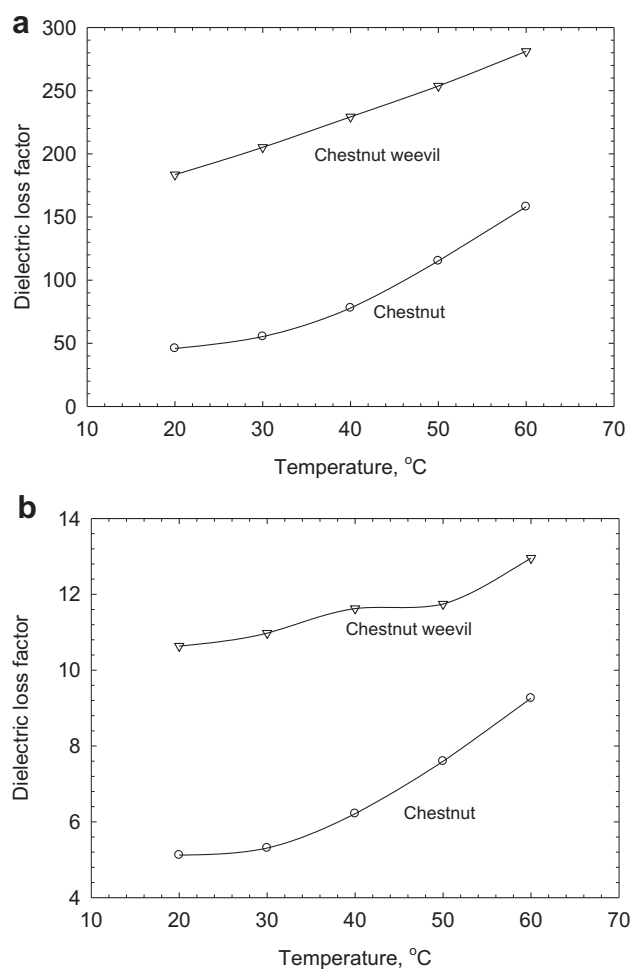 a
300
250
200
150
100
50
0
Dielectric loss factor
Chestnut weevil
Chestnut
10 20 30 40 50 60 70
Temperature, °C
b
14
12
10
8
6
4
Dielectric loss factor
Chestnut weevil
Chestnut
10 20 30 40 50 60 70
Temperature, °C